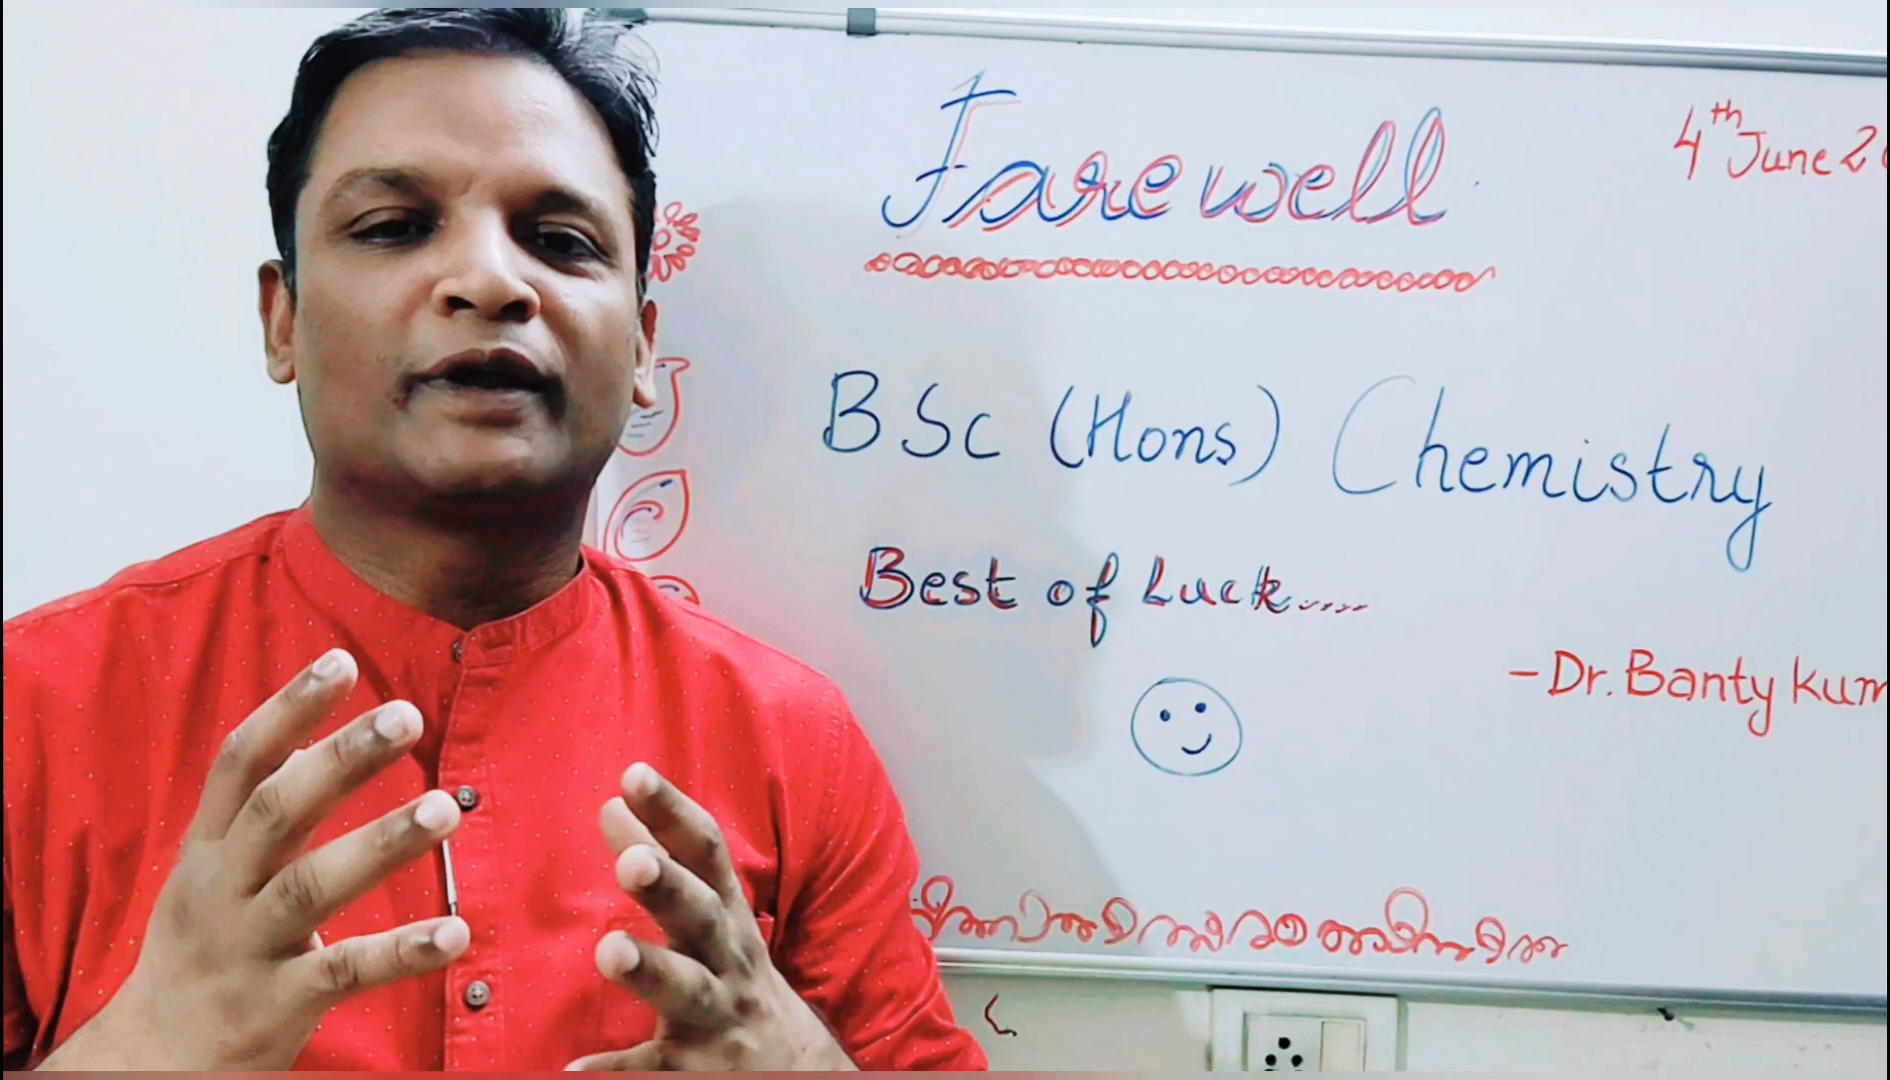 Farewell
4th June 2
BSc (Hons) Chemistry
Best of Luck.....
- Dr. Banty Kum